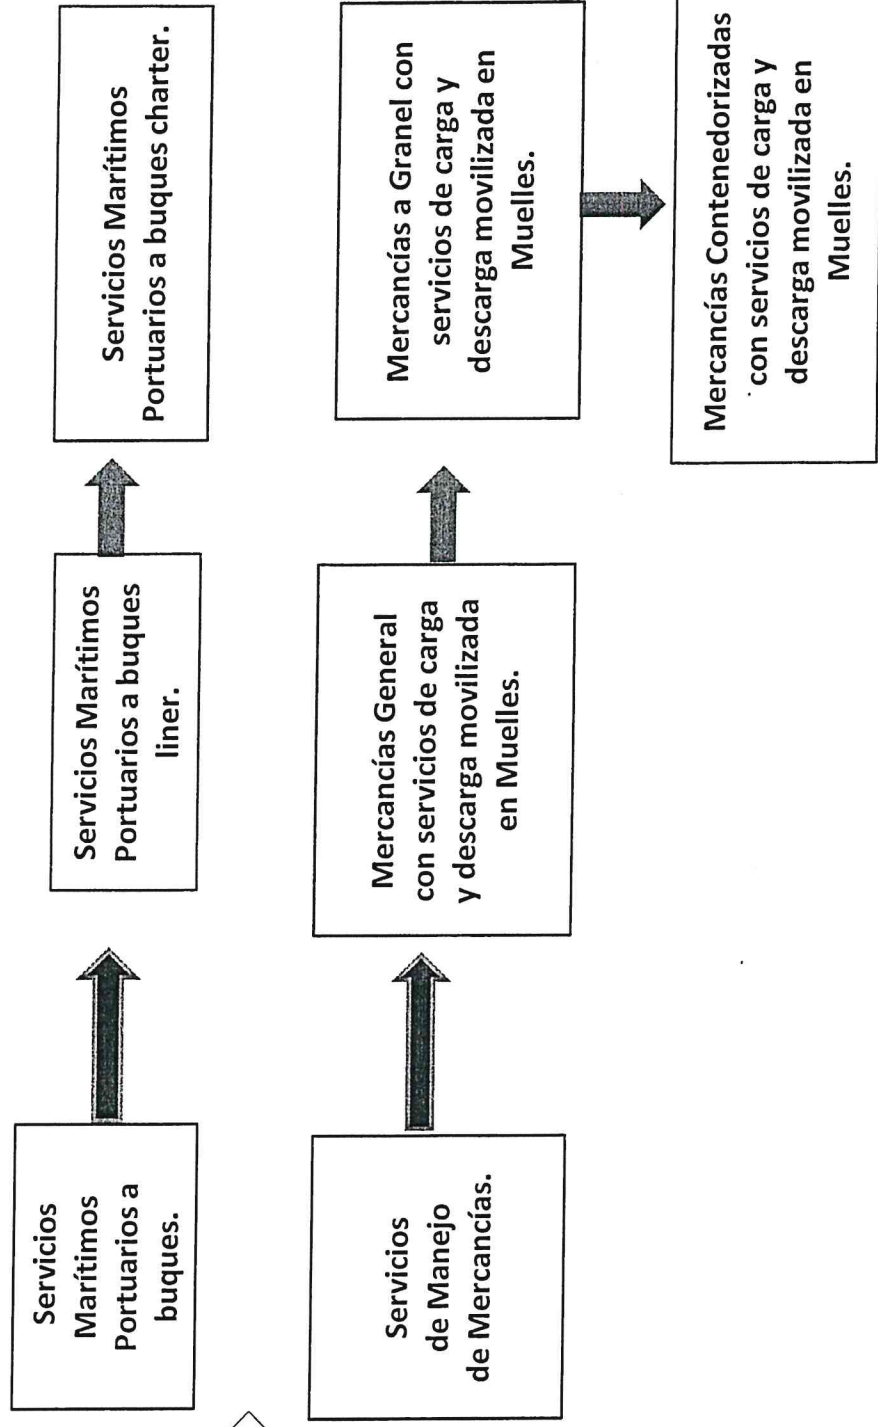 Servicios
Marítimos
Portuarios a
buques.
Servicios Marítimos
Portuarios a buques
liner.
Servicios Marítimos
Portuarios a buques charter.
Servicios
de Manejo
de Mercancías.
Mercancías General
con servicios de carga
y descarga movilizada
en Muelles.
Mercancías a Granel con
servicios de carga y
descarga movilizada en
Muelles.
Mercancías Contenedorizadas
con servicios de carga y
descarga movilizada en
Muelles.